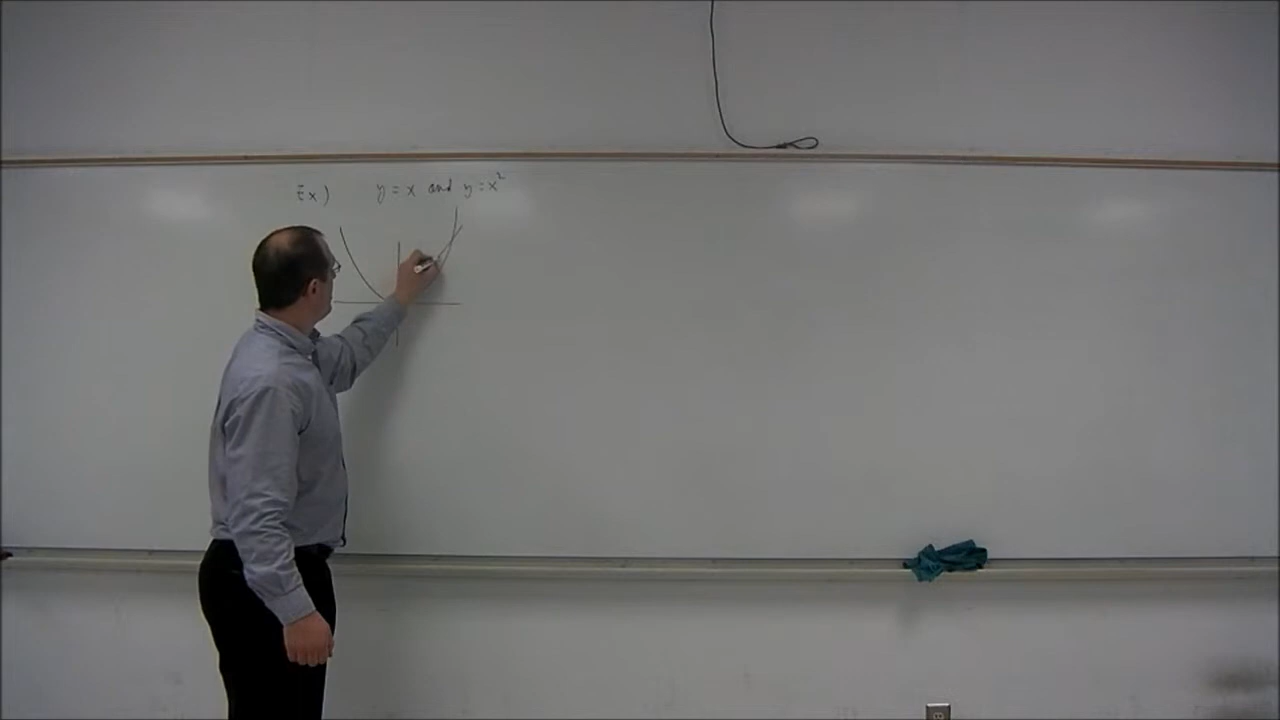 Ex) y = x and y = x²